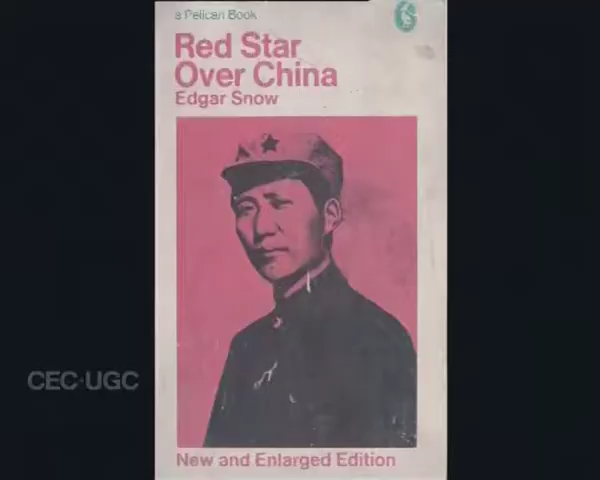 a Pelican Book
Red Star
Over China
Edgar Snow
CEC-UGC
New and Enlarged Edition